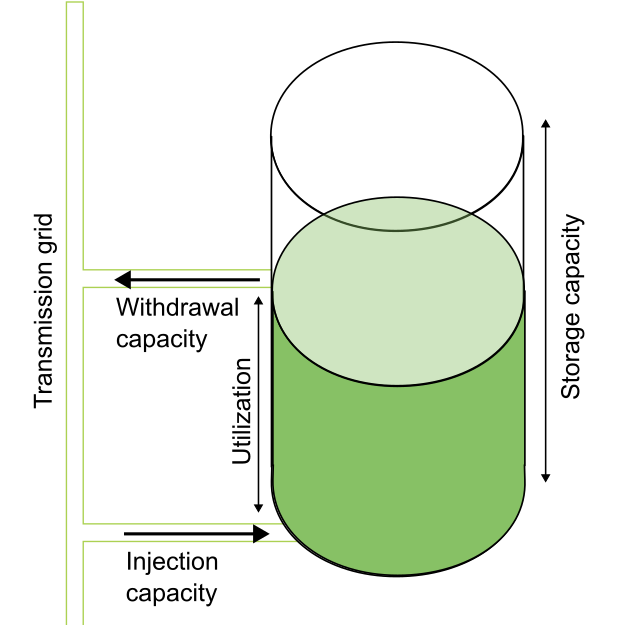 Transmission grid
Withdrawal
capacity
Utilization
Injection
capacity
Storage capacity